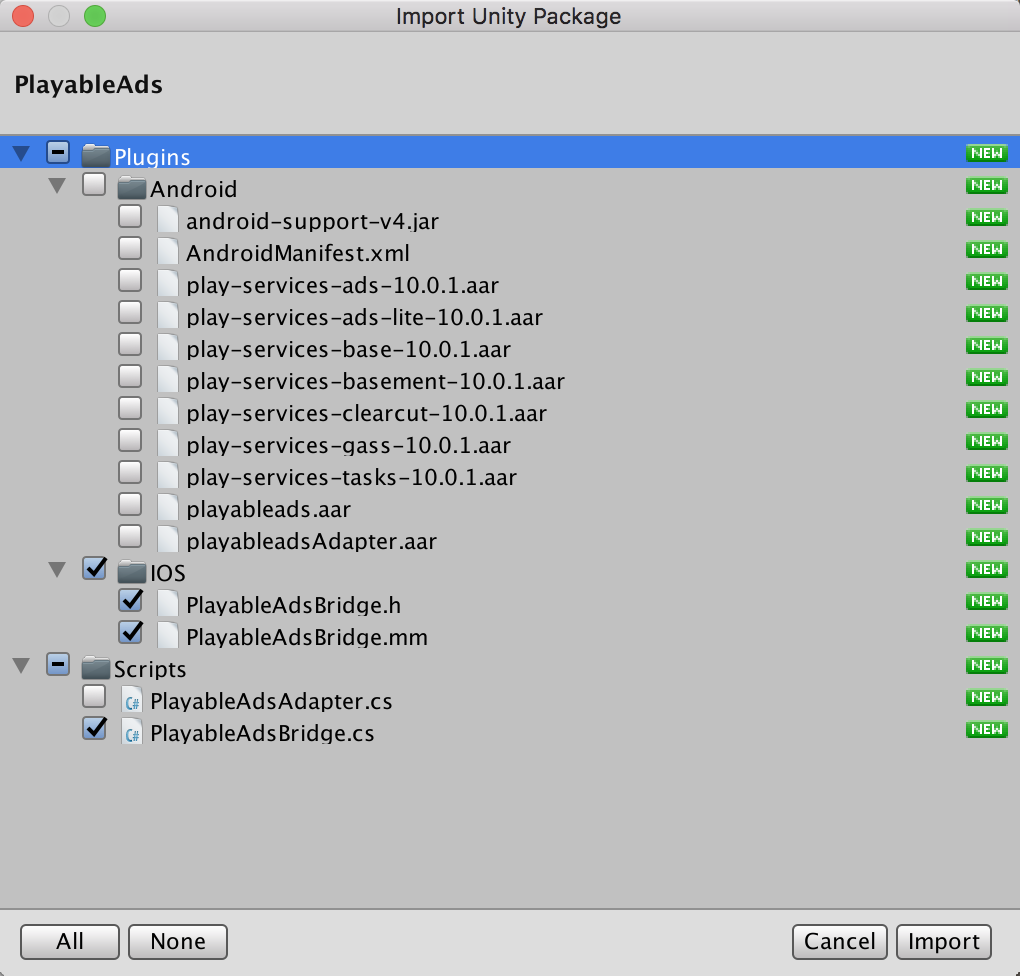 Import Unity Package
PlayableAds
Plugins NEW
Android NEW
android-support-v4.jar NEW
AndroidManifest.xml NEW
play-services-ads-10.0.1.aar NEW
play-services-ads-lite-10.0.1.aar NEW
play-services-base-10.0.1.aar NEW
play-services-basement-10.0.1.aar NEW
play-services-clearcut-10.0.1.aar NEW
play-services-gass-10.0.1.aar NEW
play-services-tasks-10.0.1.aar NEW
playableads.aar NEW
playableadsAdapter.aar NEW
IOS NEW
PlayableAdsBridge.h NEW
PlayableAdsBridge.mm NEW
Scripts NEW
C# PlayableAdsAdapter.cs NEW
C# PlayableAdsBridge.cs NEW
All None Cancel Import